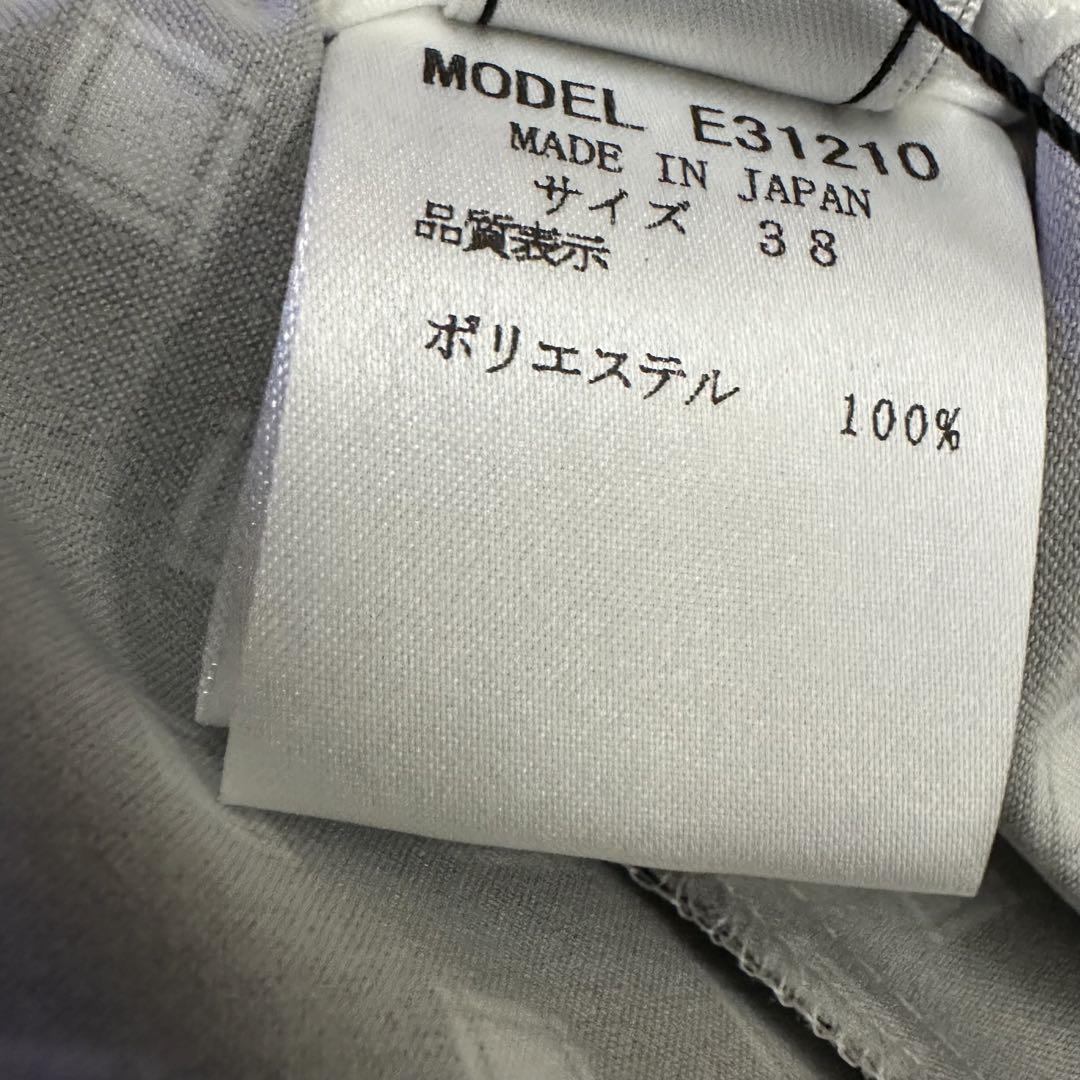 MODEL E31210
MADE IN JAPAN
サイズ 38
品質表示
ポリエステル 100%